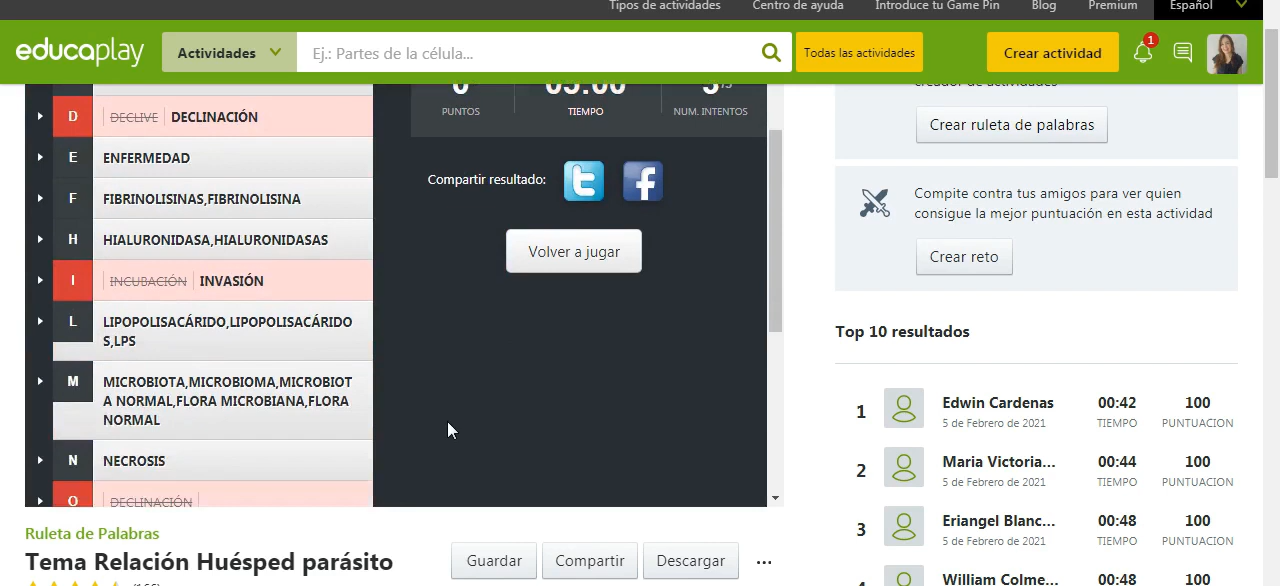 Tipos de actividades Centro de ayuda Introduce tu Game Pin Blog Premium Español
educaplay Actividades Ej.: Partes de la célula... Todas las actividades Crear actividad 1
D DECLIVE DECLINACIÓN
E ENFERMEDAD
F FIBRINOLISINAS,FIBRINOLISINA
H HIALURONIDASA,HIALURONIDASAS
I INCUBACIÓN INVASIÓN
L LIPOPOLISACÁRIDO,LIPOPOLISACÁRIDO
S,LPS
M MICROBIOTA,MICROBIOMA,MICROBIOT
A NORMAL,FLORA MICROBIANA,FLORA
NORMAL
N NECROSIS
DECLINACIÓN
0 05:00
PUNTOS TIEMPO NUM. INTENTOS
Compartir resultado:
Volver a jugar
creador de actividades
Crear ruleta de palabras
Compite contra tus amigos para ver quien
consigue la mejor puntuación en esta actividad
Crear reto
Top 10 resultados
1 Edwin Cardenas 00:42 100
5 de Febrero de 2021 TIEMPO PUNTUACION
2 Maria Victoria... 00:44 100
5 de Febrero de 2021 TIEMPO PUNTUACION
3 Eriangel Blanc... 00:48 100
5 de Febrero de 2021 TIEMPO PUNTUACION
William Colme... 00:48 100
Ruleta de Palabras
Tema Relación Huésped parásito
Guardar Compartir Descargar ...